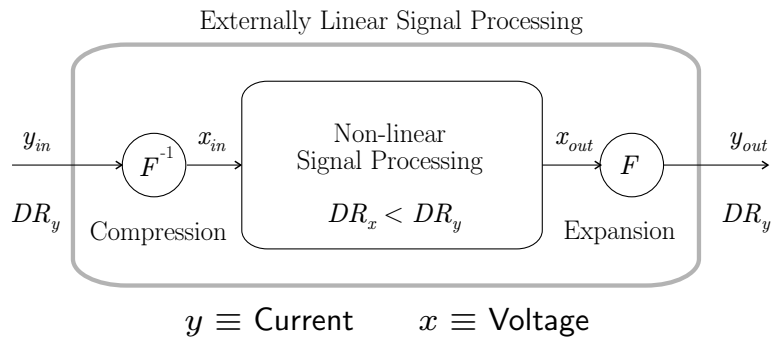 Externally Linear Signal Processing
y_in
F^-1
x_in
Non-linear
Signal Processing
x_out
F
y_out
DR_y
Compression
DR_x < DR_y
Expansion
DR_y
y ≡ Current x ≡ Voltage